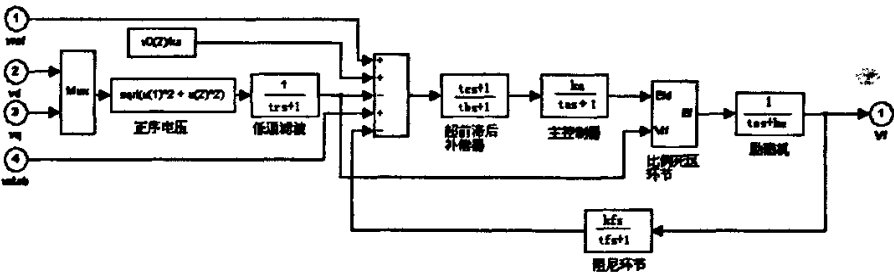 1
vref
v0(2)/ka
2
vd
3
vq
Mux
sqrt(u(1)^2 + u(2)^2)
正序电压
1
trs+1
低通滤波
4
vstab
+
+
−
+
−
tcs+1
tbs+1
超前滞后
补偿器
ka
tas + 1
主控制器
Efd
Vtf
Ef
比例死区
环节
1
tes+ke
励磁机
1
Vf
kfs
tfs+1
阻尼环节